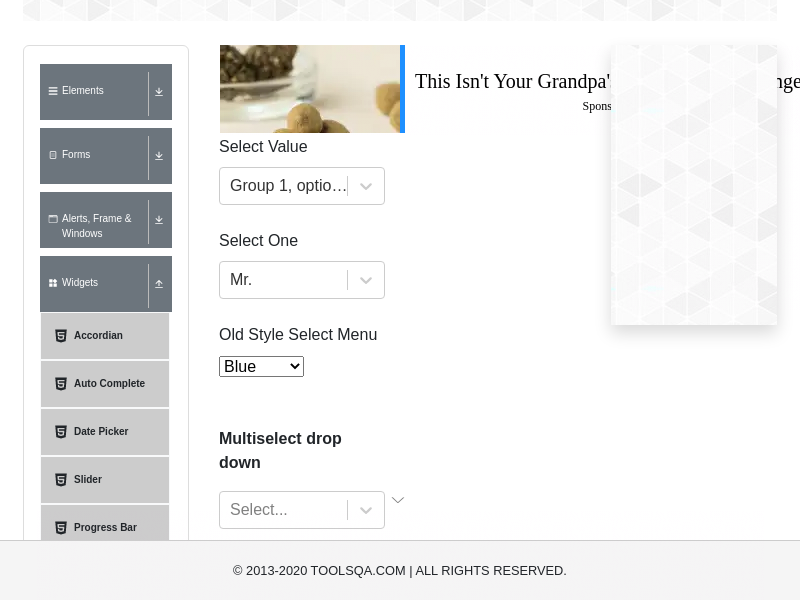 This Isn't Your Grandpa'
nge
Spons
Elements
Forms
Alerts, Frame &
Windows
Widgets
Accordian
Auto Complete
Date Picker
Slider
Progress Bar
Select Value
Group 1, optio...
Select One
Mr.
Old Style Select Menu
Blue
Multiselect drop
down
Select...
© 2013-2020 TOOLSQA.COM | ALL RIGHTS RESERVED.